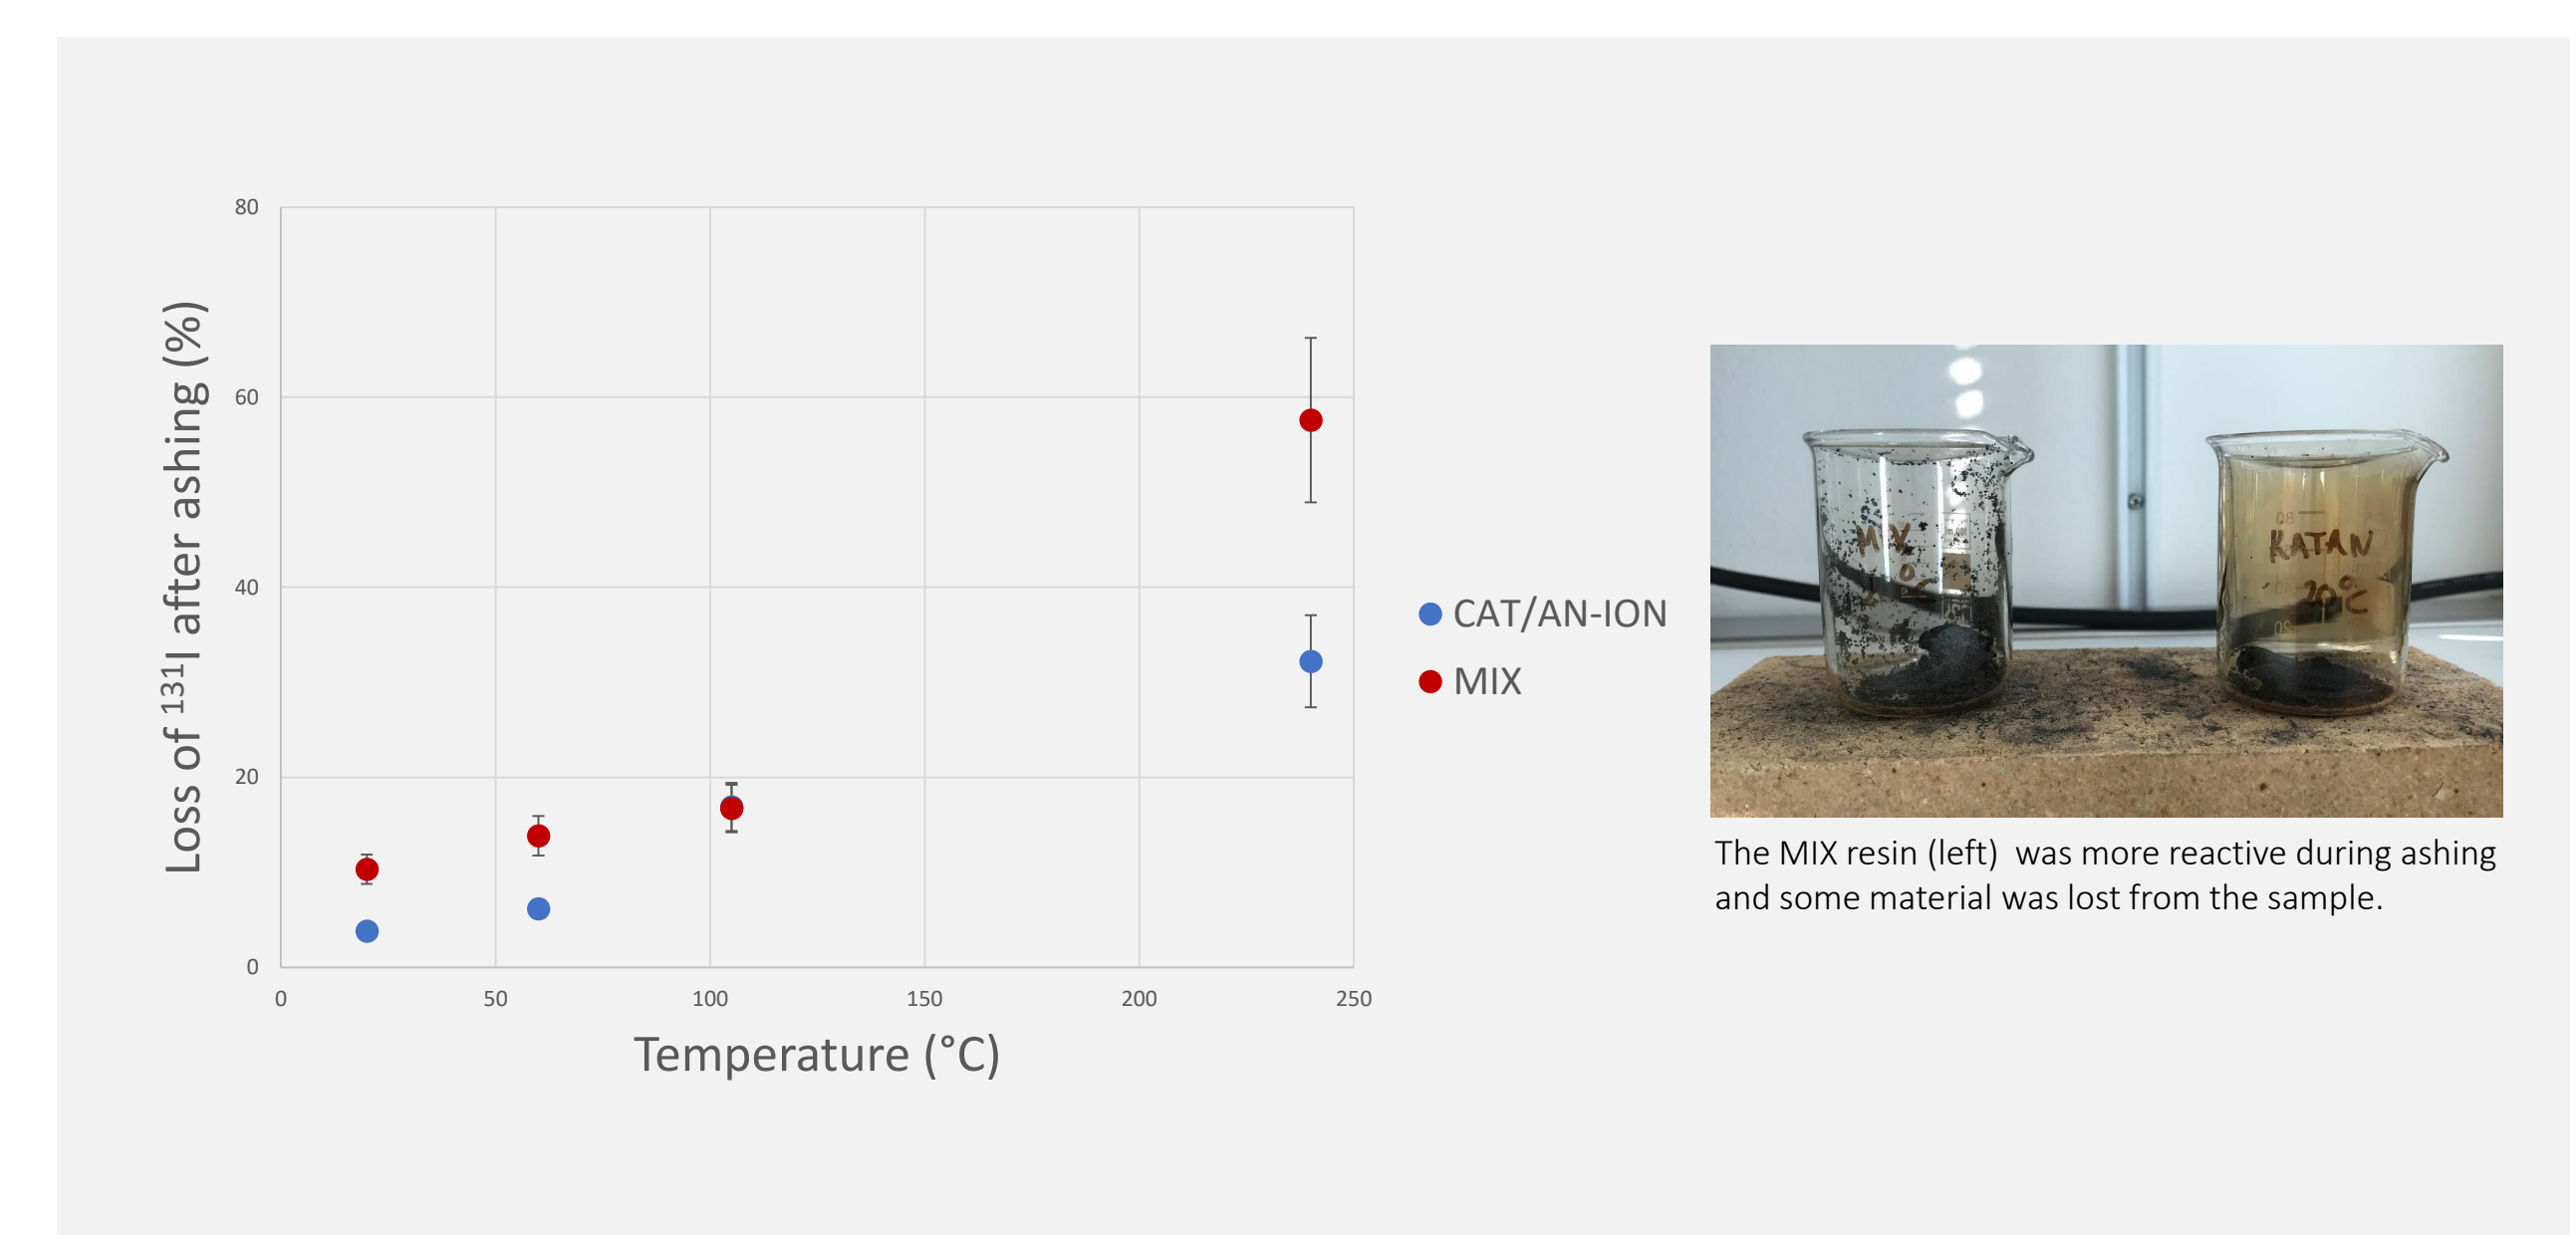 80
60
40
20
0
0 50 100 150 200 250
Loss of ¹³¹I after ashing (%)
Temperature (°C)
CAT/AN-ION
MIX
KATAN
20°C
The MIX resin (left) was more reactive during ashing
and some material was lost from the sample.